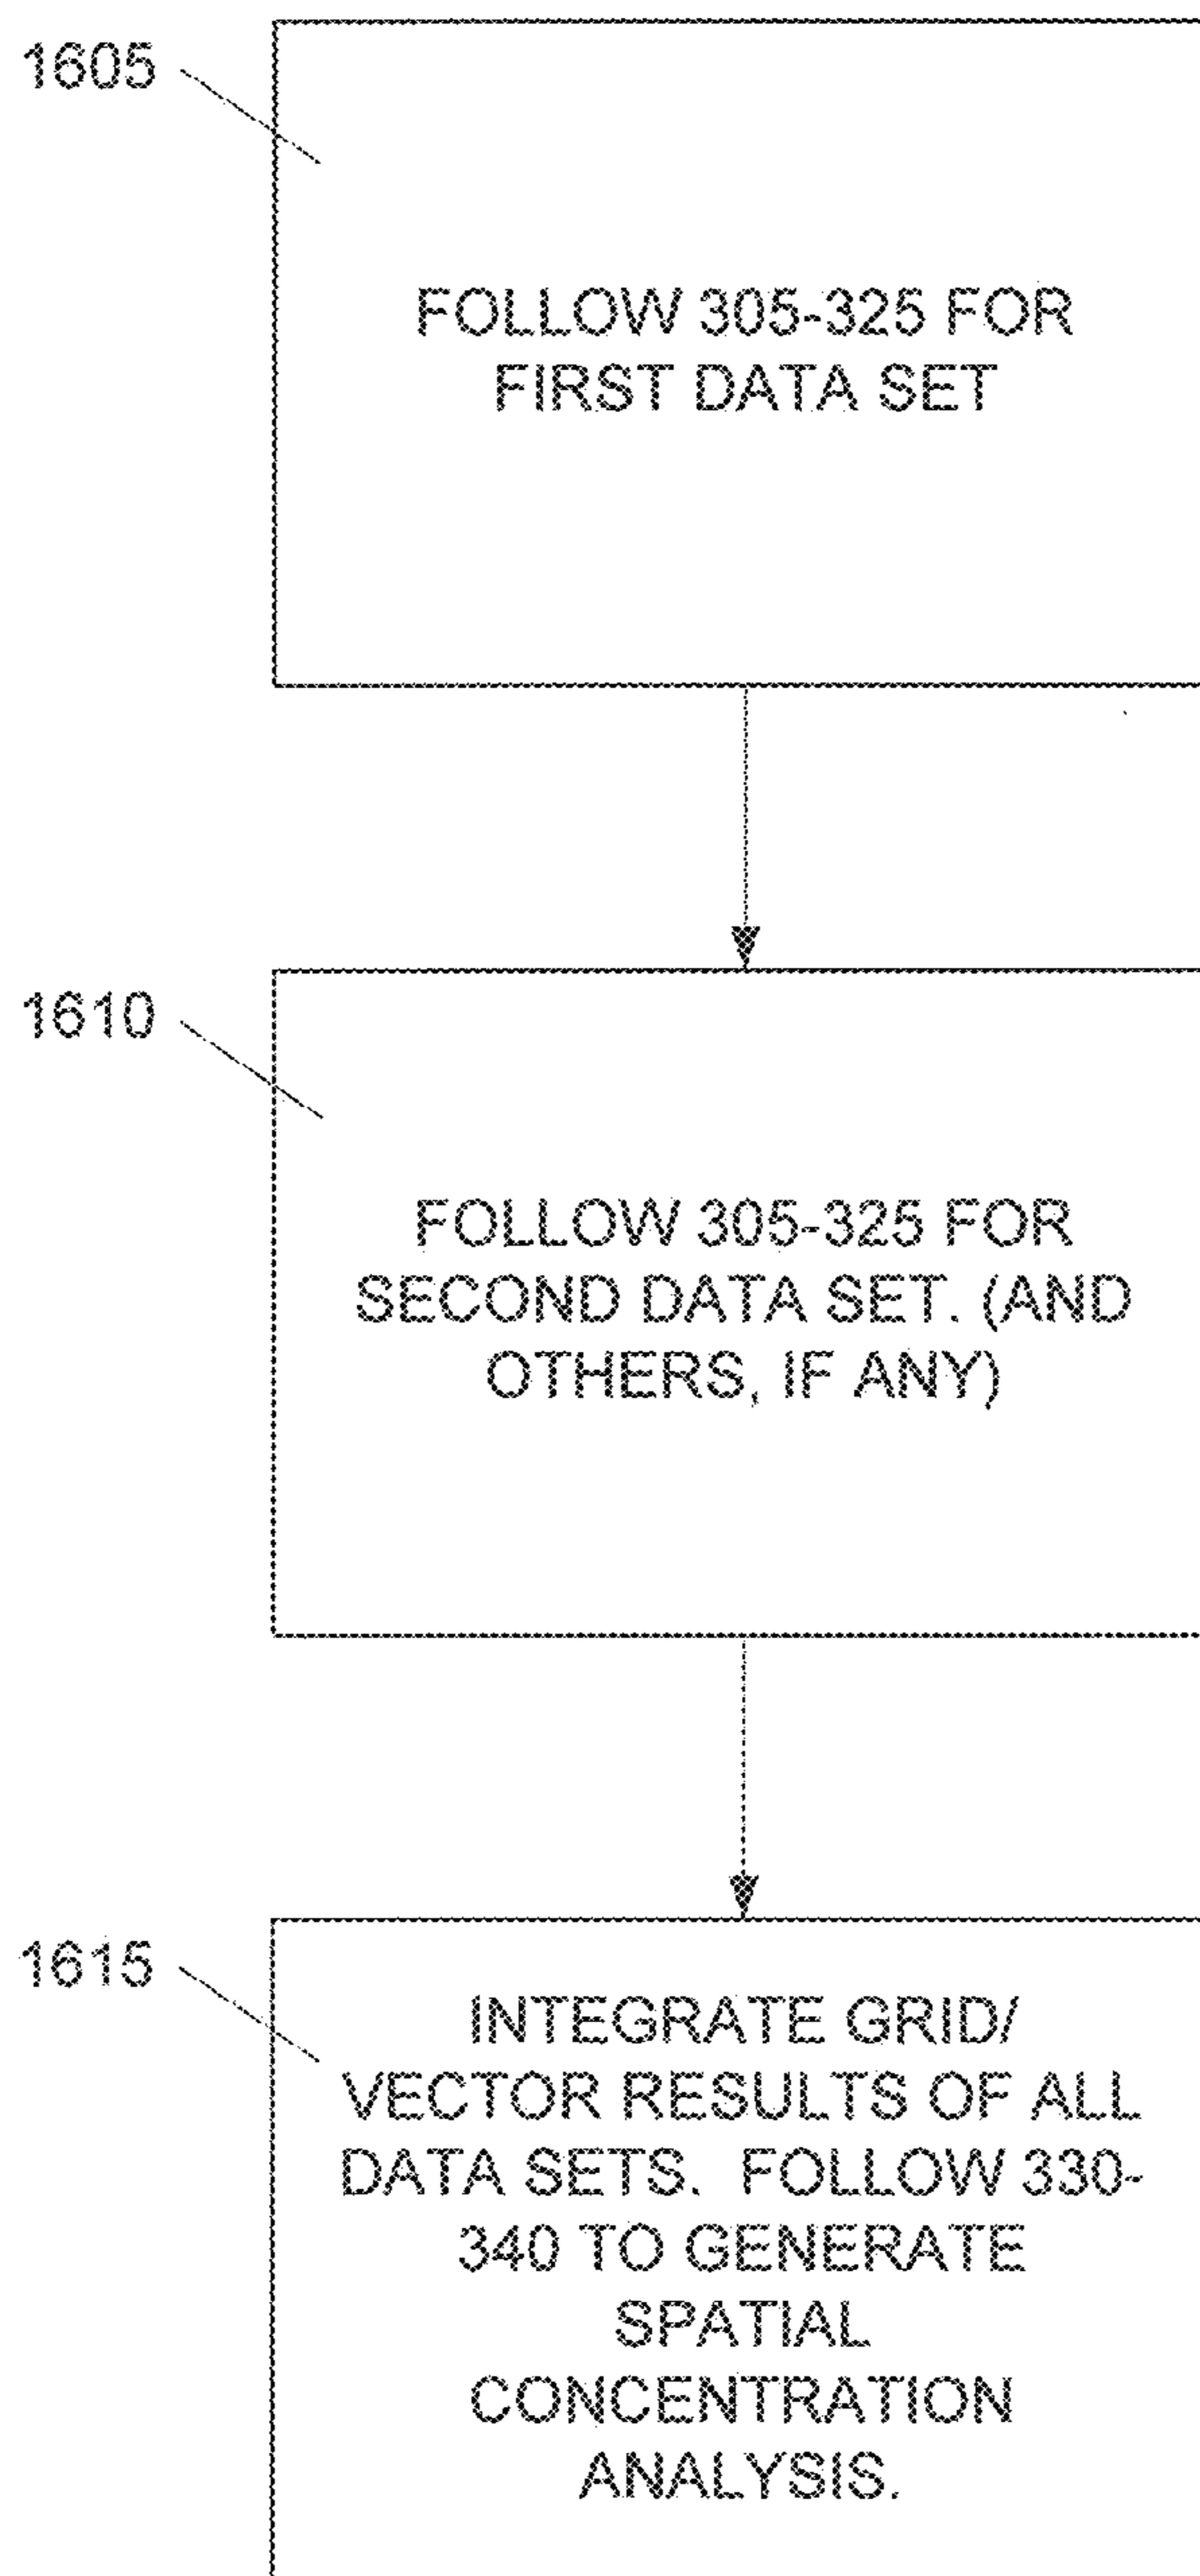 1605
FOLLOW 305-325 FOR
FIRST DATA SET
1610
FOLLOW 305-325 FOR
SECOND DATA SET. (AND
OTHERS, IF ANY)
1615
INTEGRATE GRID/
VECTOR RESULTS OF ALL
DATA SETS. FOLLOW 330-
340 TO GENERATE
SPATIAL
CONCENTRATION
ANALYSIS.